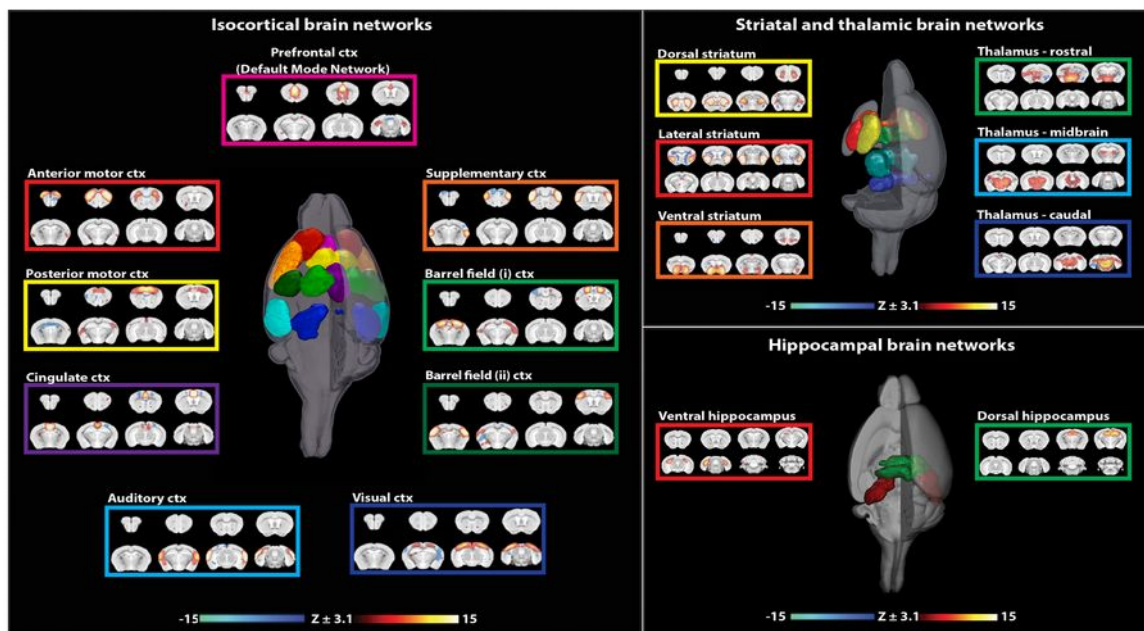 Isocortical brain networks
Prefrontal ctx
(Default Mode Network)
Anterior motor ctx
Supplementary ctx
Posterior motor ctx
Barrel field (i) ctx
Cingulate ctx
Barrel field (ii) ctx
Auditory ctx
Visual ctx
-15 Z ± 3.1 15
Striatal and thalamic brain networks
Dorsal striatum
Thalamus - rostral
Lateral striatum
Thalamus - midbrain
Ventral striatum
Thalamus - caudal
-15 Z ± 3.1 15
Hippocampal brain networks
Ventral hippocampus
Dorsal hippocampus
-15 Z ± 3.1 15